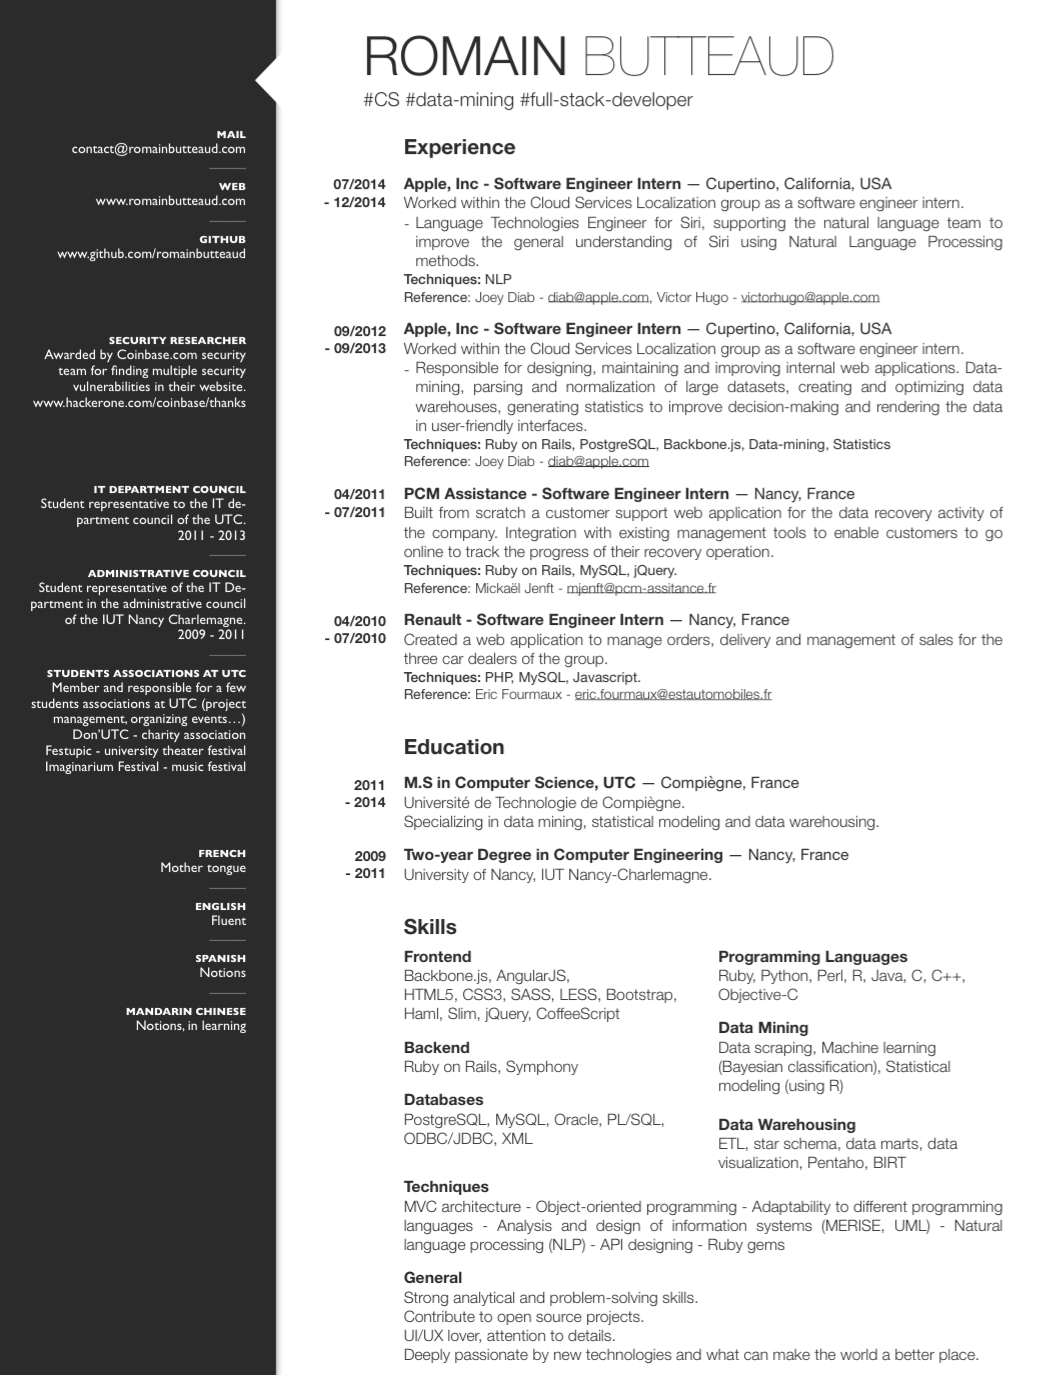 ROMAIN BUTTEAUD
#CS #data-mining #full-stack-developer
MAIL
contact@romainbutteaud.com
WEB
www.romainbutteaud.com
GITHUB
www.github.com/romainbutteaud
SECURITY RESEARCHER
Awarded by Coinbase.com security
team for finding multiple security
vulnerabilities in their website.
www.hackerone.com/coinbase/thanks
IT DEPARTMENT COUNCIL
Student representative to the IT de-
partment council of the UTC.
2011 - 2013
ADMINISTRATIVE COUNCIL
Student representative of the IT De-
partment in the administrative council
of the IUT Nancy Charlemagne.
2009 - 2011
STUDENTS ASSOCIATIONS AT UTC
Member and responsible for a few
students associations at UTC (project
management, organizing events…)
Don'UTC - charity association
Festupic - university theater festival
Imaginarium Festival - music festival
FRENCH
Mother tongue
ENGLISH
Fluent
SPANISH
Notions
MANDARIN CHINESE
Notions, in learning
Experience
07/2014 Apple, Inc - Software Engineer Intern — Cupertino, California, USA
- 12/2014 Worked within the Cloud Services Localization group as a software engineer intern.
- Language Technologies Engineer for Siri, supporting the natural language team to
improve the general understanding of Siri using Natural Language Processing
methods.
Techniques: NLP
Reference: Joey Diab - diab@apple.com, Victor Hugo - victorhugo@apple.com
09/2012 Apple, Inc - Software Engineer Intern — Cupertino, California, USA
- 09/2013 Worked within the Cloud Services Localization group as a software engineer intern.
- Responsible for designing, maintaining and improving internal web applications. Data-
mining, parsing and normalization of large datasets, creating and optimizing data
warehouses, generating statistics to improve decision-making and rendering the data
in user-friendly interfaces.
Techniques: Ruby on Rails, PostgreSQL, Backbone.js, Data-mining, Statistics
Reference: Joey Diab - diab@apple.com
04/2011 PCM Assistance - Software Engineer Intern — Nancy, France
- 07/2011 Built from scratch a customer support web application for the data recovery activity of
the company. Integration with existing management tools to enable customers to go
online to track the progress of their recovery operation.
Techniques: Ruby on Rails, MySQL, jQuery.
Reference: Mickaël Jenft - mjenft@pcm-assitance.fr
04/2010 Renault - Software Engineer Intern — Nancy, France
- 07/2010 Created a web application to manage orders, delivery and management of sales for the
three car dealers of the group.
Techniques: PHP, MySQL, Javascript.
Reference: Eric Fourmaux - eric.fourmaux@estautomobiles.fr
Education
2011 M.S in Computer Science, UTC — Compiègne, France
- 2014 Université de Technologie de Compiègne.
Specializing in data mining, statistical modeling and data warehousing.
2009 Two-year Degree in Computer Engineering — Nancy, France
- 2011 University of Nancy, IUT Nancy-Charlemagne.
Skills
Frontend
Backbone.js, AngularJS,
HTML5, CSS3, SASS, LESS, Bootstrap,
Haml, Slim, jQuery, CoffeeScript
Backend
Ruby on Rails, Symphony
Databases
PostgreSQL, MySQL, Oracle, PL/SQL,
ODBC/JDBC, XML
Programming Languages
Ruby, Python, Perl, R, Java, C, C++,
Objective-C
Data Mining
Data scraping, Machine learning
(Bayesian classification), Statistical
modeling (using R)
Data Warehousing
ETL, star schema, data marts, data
visualization, Pentaho, BIRT
Techniques
MVC architecture - Object-oriented programming - Adaptability to different programming
languages - Analysis and design of information systems (MERISE, UML) - Natural
language processing (NLP) - API designing - Ruby gems
General
Strong analytical and problem-solving skills.
Contribute to open source projects.
UI/UX lover, attention to details.
Deeply passionate by new technologies and what can make the world a better place.